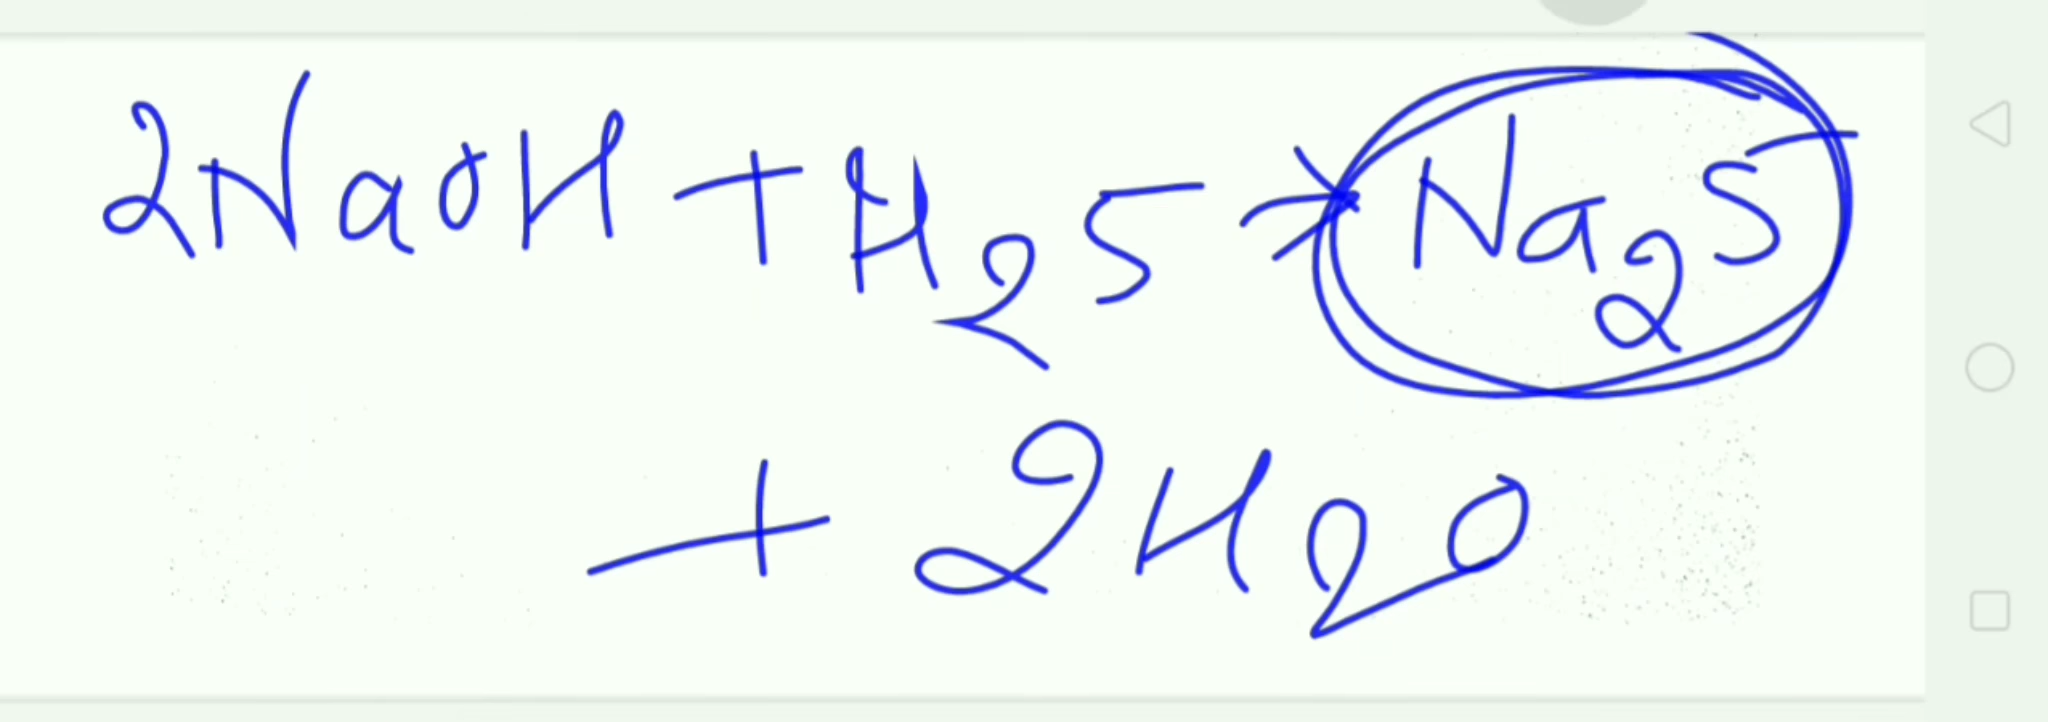 2NaOH + H₂S → Na₂S
+ 2H₂O